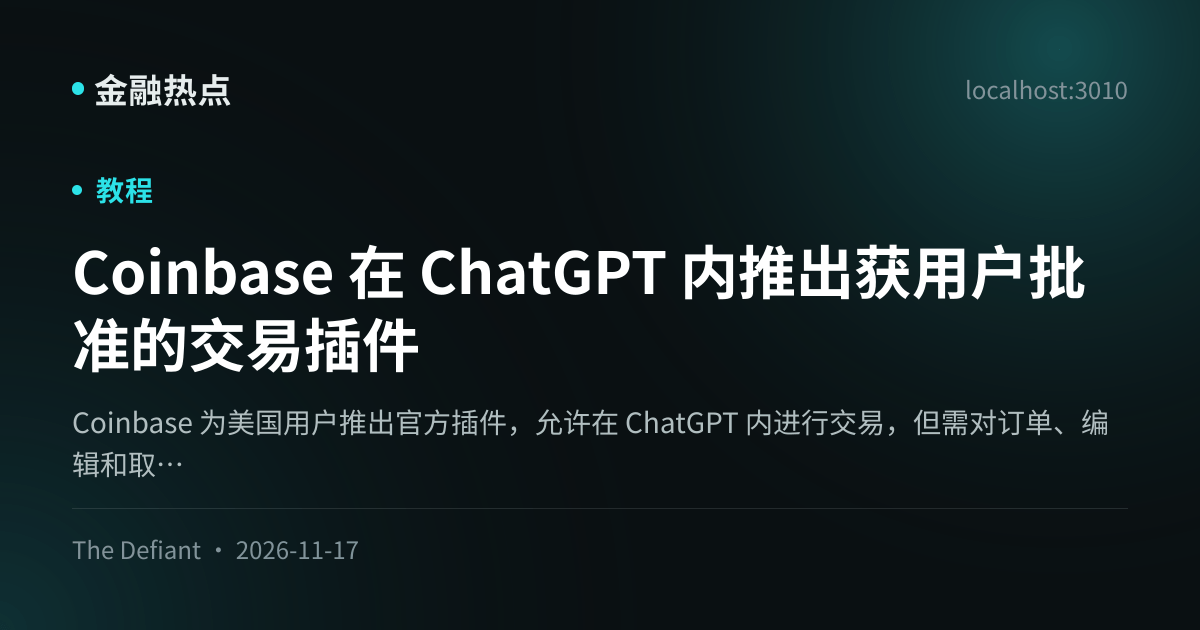 金融热点
localhost:3010
教程
Coinbase 在 ChatGPT 内推出获用户批
准的交易插件
Coinbase 为美国用户推出官方插件，允许在 ChatGPT 内进行交易，但需对订单、编
辑和取…
The Defiant • 2026-11-17